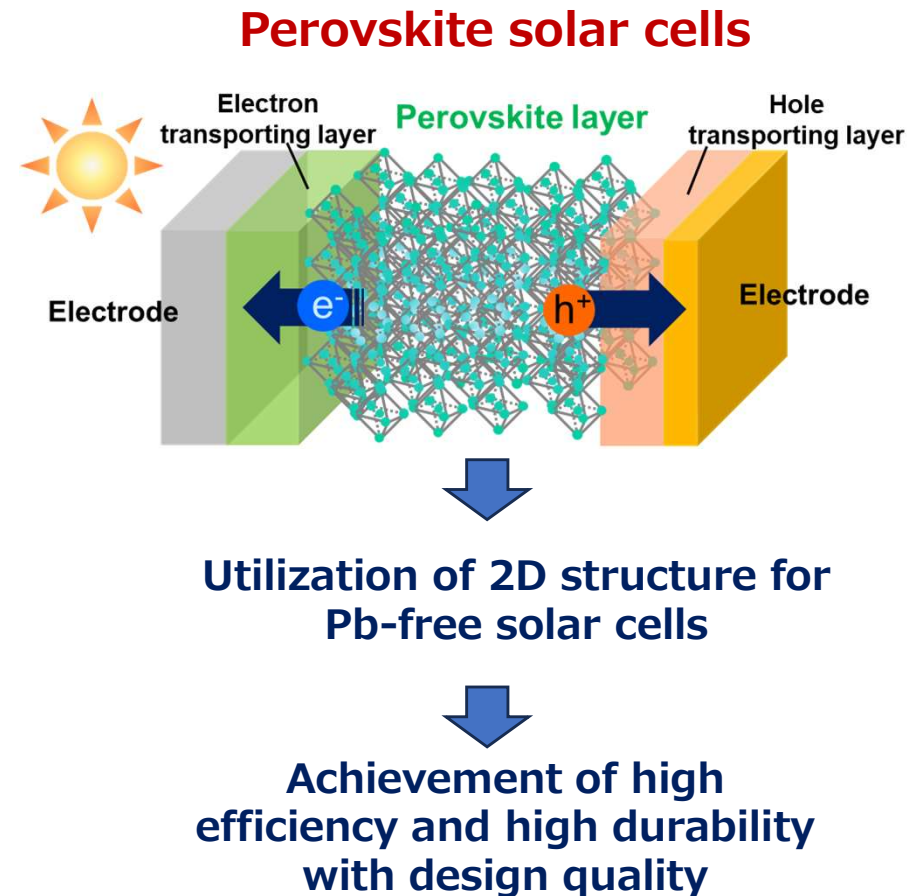 Perovskite solar cells
Electron
transporting layer
Perovskite layer
Hole
transporting layer
Electrode
e⁻
h⁺
Electrode
Utilization of 2D structure for
Pb-free solar cells
Achievement of high
efficiency and high durability
with design quality